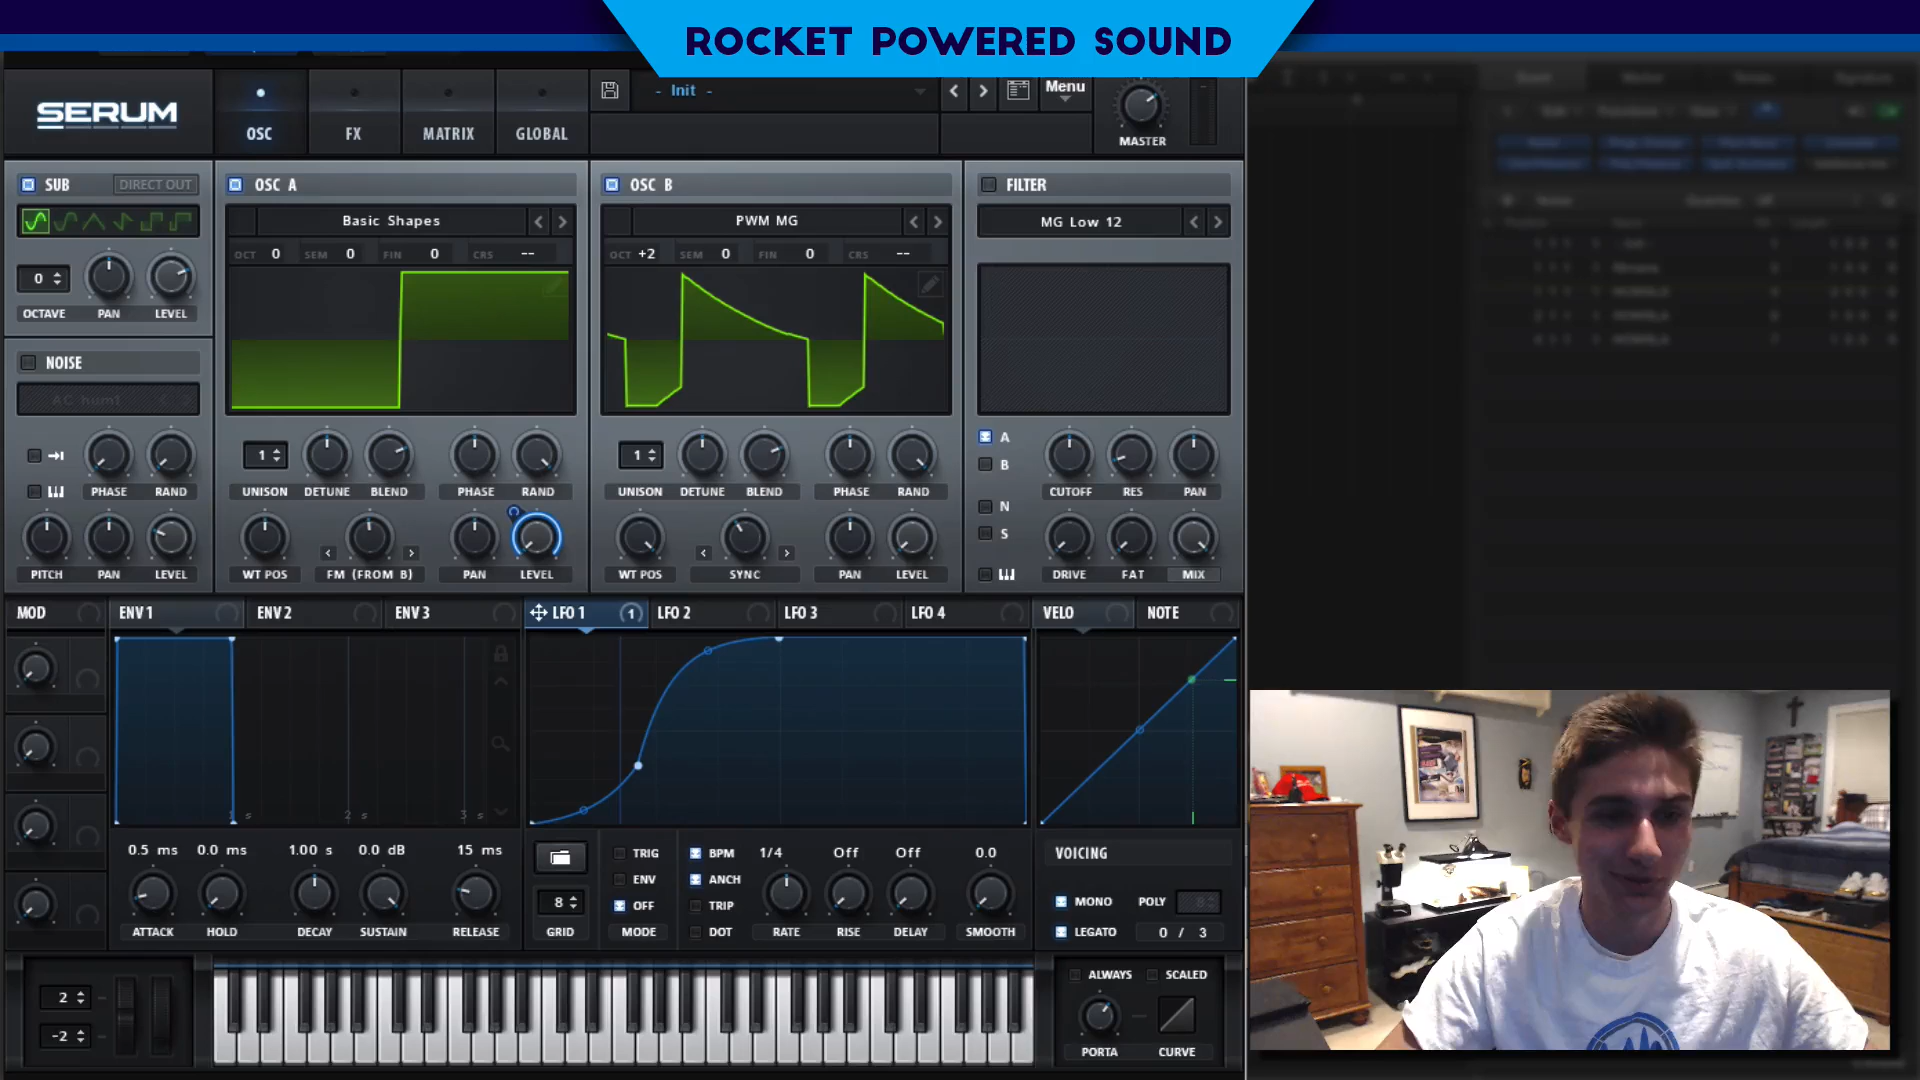 ROCKET POWERED SOUND
SERUM
OSC
FX
MATRIX
GLOBAL
- Init -
Menu
MASTER
SUB
DIRECT OUT
OSC A
OSC B
FILTER
Basic Shapes
PWM MG
MG Low 12
OCT 0 SEM 0 FIN 0 CRS --
OCT +2 SEM 0 FIN 0 CRS --
0
OCTAVE PAN LEVEL
NOISE
AC hum1
PHASE RAND
PITCH PAN LEVEL
1
UNISON DETUNE BLEND PHASE RAND
WT POS FM (FROM B) PAN LEVEL
1
UNISON DETUNE BLEND PHASE RAND
WT POS SYNC PAN LEVEL
A
B
N
S
CUTOFF RES PAN
DRIVE FAT MIX
MOD
ENV 1
ENV 2
ENV 3
LFO 1
1
LFO 2
LFO 3
LFO 4
VELO
NOTE
1 s 2 s 3 s
0.5 ms 0.0 ms 1.00 s 0.0 dB 15 ms
ATTACK HOLD DECAY SUSTAIN RELEASE
8
GRID
TRIG
ENV
OFF
MODE
BPM
ANCH
TRIP
DOT
1/4 Off Off 0.0
RATE RISE DELAY SMOOTH
VOICING
MONO POLY 8
LEGATO 0 / 3
2
-2
ALWAYS SCALED
PORTA CURVE